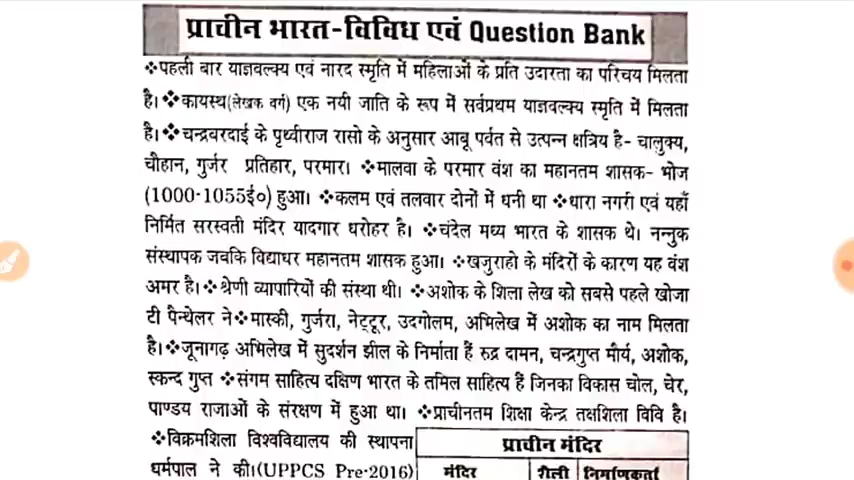 प्राचीन भारत-विविध एवं Question Bank
❖पहली बार याज्ञवल्क्य एवं नारद स्मृति में महिलाओं के प्रति उदारता का परिचय मिलता
है। ❖कायस्थ(लेखक वर्ग) एक नयी जाति के रूप में सर्वप्रथम याज्ञवल्क्य स्मृति में मिलता
है। ❖चन्द्रबरदाई के पृथ्वीराज रासो के अनुसार आबू पर्वत से उत्पन्न क्षत्रिय है- चालुक्य,
चौहान, गुर्जर प्रतिहार, परमार। ❖मालवा के परमार वंश का महानतम शासक- भोज
(1000-1055ई०) हुआ। ❖कलम एवं तलवार दोनों में धनी था ❖धारा नगरी एवं यहाँ
निर्मित सरस्वती मंदिर यादगार धरोहर है। ❖चंदेल मध्य भारत के शासक थे। नन्नुक
संस्थापक जबकि विद्याधर महानतम शासक हुआ। ❖खजुराहो के मंदिरों के कारण यह वंश
अमर है। ❖श्रेणी व्यापारियों की संस्था थी। ❖अशोक के शिला लेख को सबसे पहले खोजा
टी पैन्थेलर ने ❖मास्की, गुर्जरा, नेट्टूर, उदगोलम, अभिलेख में अशोक का नाम मिलता
है। ❖जूनागढ़ अभिलेख में सुदर्शन झील के निर्माता हैं रुद्र दामन, चन्द्रगुप्त मौर्य, अशोक,
स्कन्द गुप्त ❖संगम साहित्य दक्षिण भारत के तमिल साहित्य हैं जिनका विकास चोल, चेर,
पाण्डय राजाओं के संरक्षण में हुआ था। ❖प्राचीनतम शिक्षा केन्द्र तक्षशिला विवि है।
❖विक्रमशिला विश्वविद्यालय की स्थापना
धर्मपाल ने की।(UPPCS Pre-2016)
प्राचीन मंदिर
मंदिर शैली निर्माणकर्ता